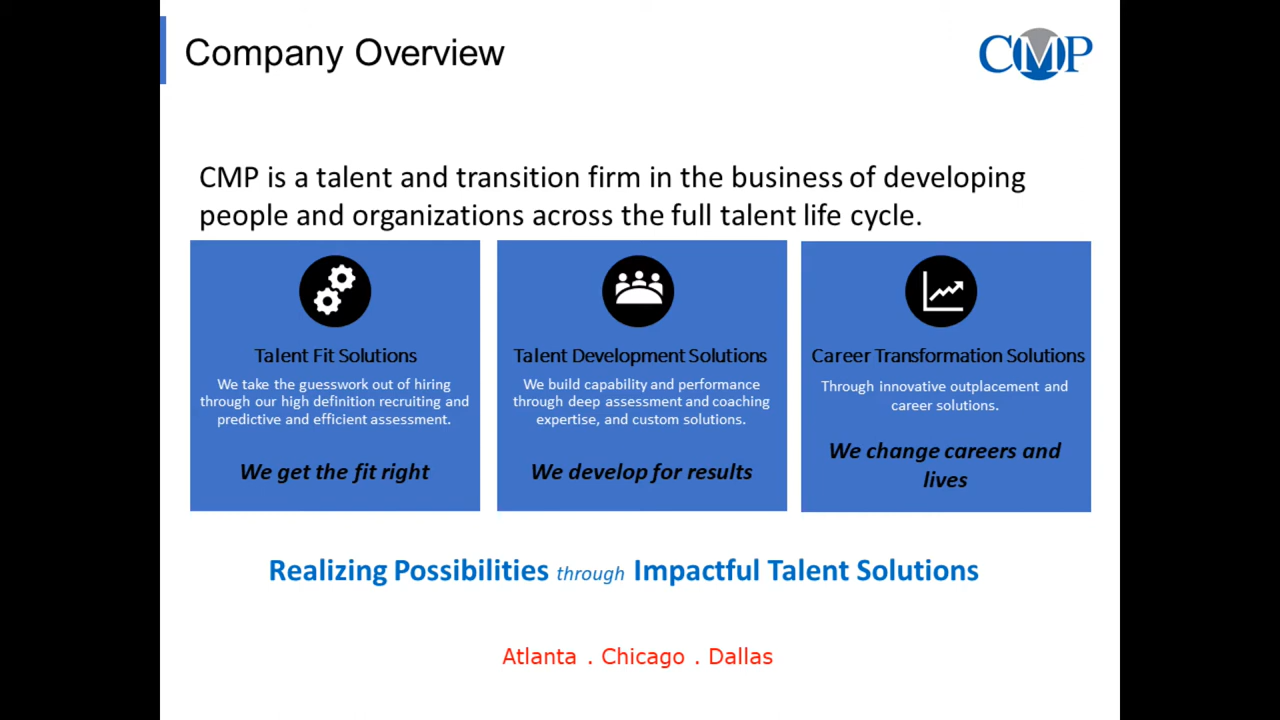 Company Overview
CMP
CMP is a talent and transition firm in the business of developing
people and organizations across the full talent life cycle.
Talent Fit Solutions
We take the guesswork out of hiring
through our high definition recruiting and
predictive and efficient assessment.
We get the fit right
Talent Development Solutions
We build capability and performance
through deep assessment and coaching
expertise, and custom solutions.
We develop for results
Career Transformation Solutions
Through innovative outplacement and
career solutions.
We change careers and
lives
Realizing Possibilities through Impactful Talent Solutions
Atlanta . Chicago . Dallas